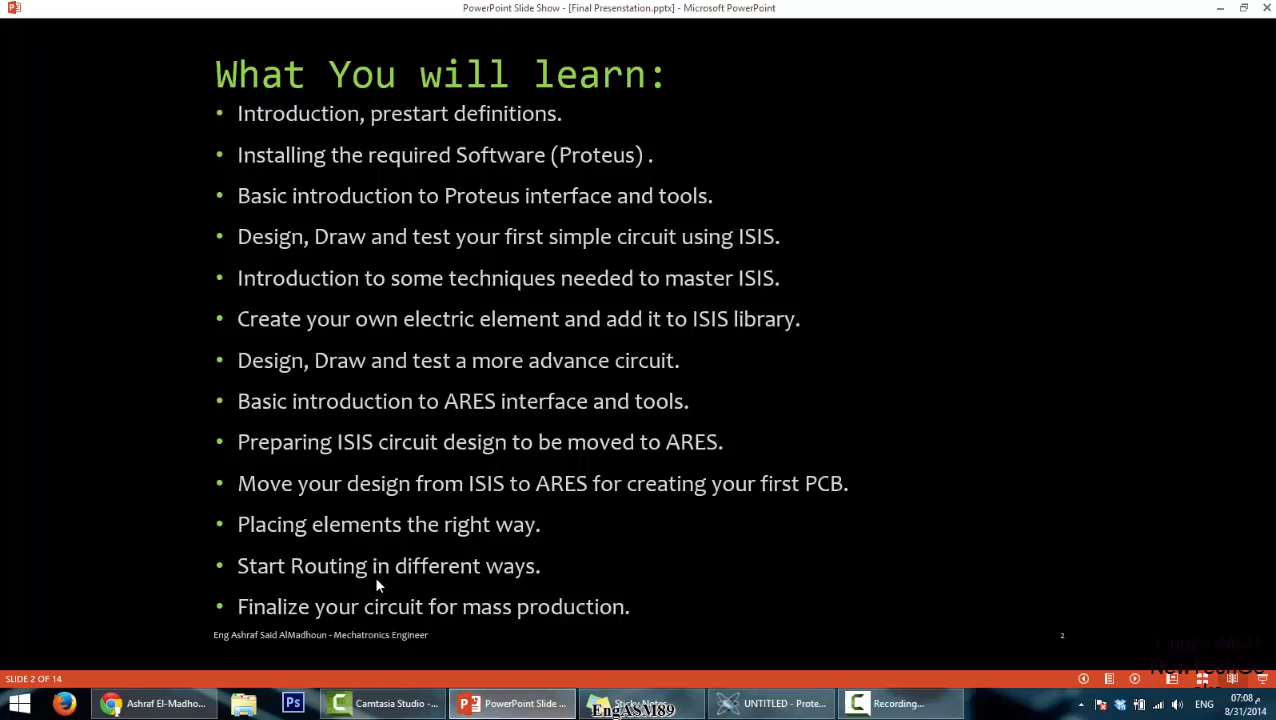 PowerPoint Slide Show - [Final Presenstation.pptx] - Microsoft PowerPoint
What You will learn:
• Introduction, prestart definitions.
• Installing the required Software (Proteus) .
• Basic introduction to Proteus interface and tools.
• Design, Draw and test your first simple circuit using ISIS.
• Introduction to some techniques needed to master ISIS.
• Create your own electric element and add it to ISIS library.
• Design, Draw and test a more advance circuit.
• Basic introduction to ARES interface and tools.
• Preparing ISIS circuit design to be moved to ARES.
• Move your design from ISIS to ARES for creating your first PCB.
• Placing elements the right way.
• Start Routing in different ways.
• Finalize your circuit for mass production.
Eng Ashraf Said AlMadhoun - Mechatronics Engineer
2
SLIDE 2 OF 14
Ashraf El-Madho...
Camtasia Studio -...
PowerPoint Slide ...
EngASM89
UNTITLED - Prote...
Recording...
ENG
07:08 م
8/31/2014